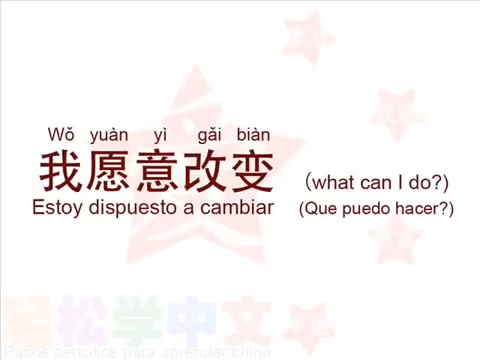 Wǒ yuàn yì gǎi biàn
我愿意改变 (what can I do?)
Estoy dispuesto a cambiar (Que puedo hacer?)
轻松学中文
Pasos sencillos para aprender chino